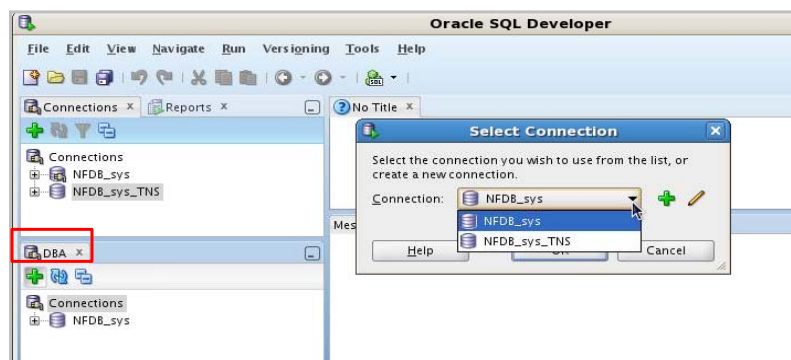 Oracle SQL Developer
File Edit View Navigate Run Versioning Tools Help
Connections Reports
No Title
Connections
NFDB_sys
NFDB_sys_TNS
Select Connection
Select the connection you wish to use from the list, or
create a new connection.
Connection: NFDB_sys
NFDB_sys
NFDB_sys_TNS
Help Cancel
Mes
DBA
Connections
NFDB_sys